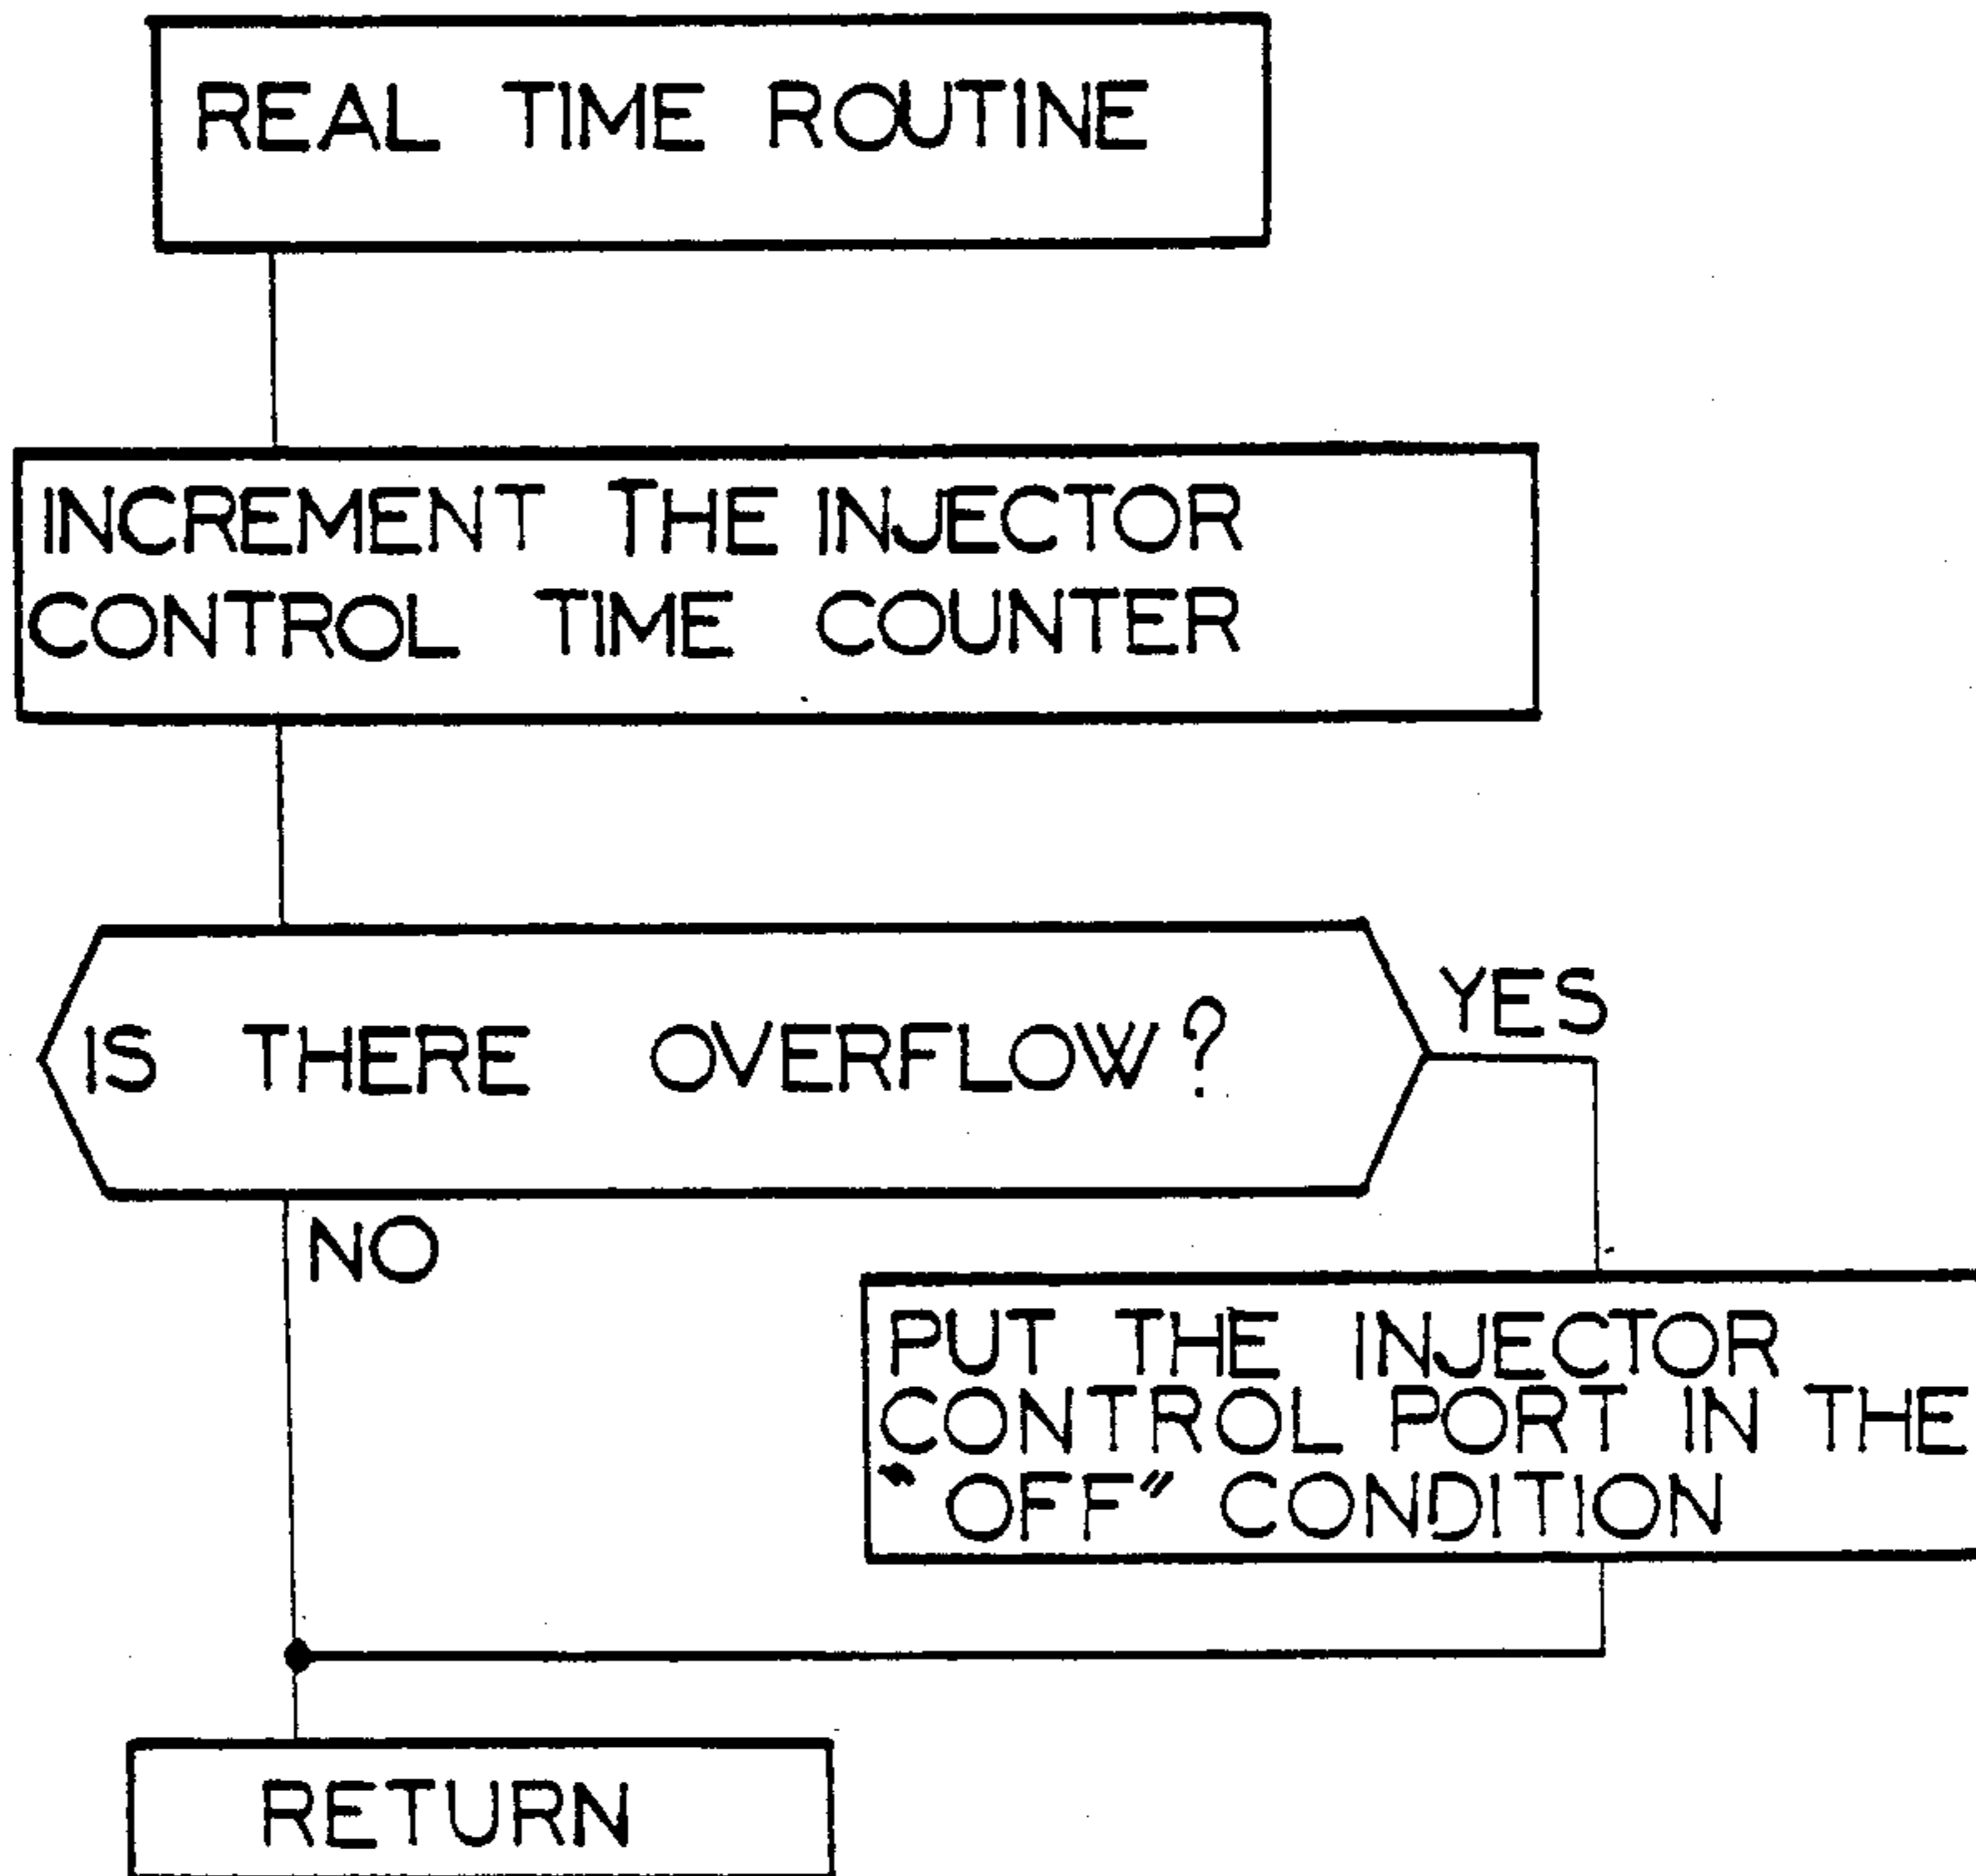 REAL TIME ROUTINE
INCREMENT THE INJECTOR
CONTROL TIME COUNTER
IS THERE OVERFLOW?
YES
NO
PUT THE INJECTOR
CONTROL PORT IN THE
"OFF" CONDITION
RETURN